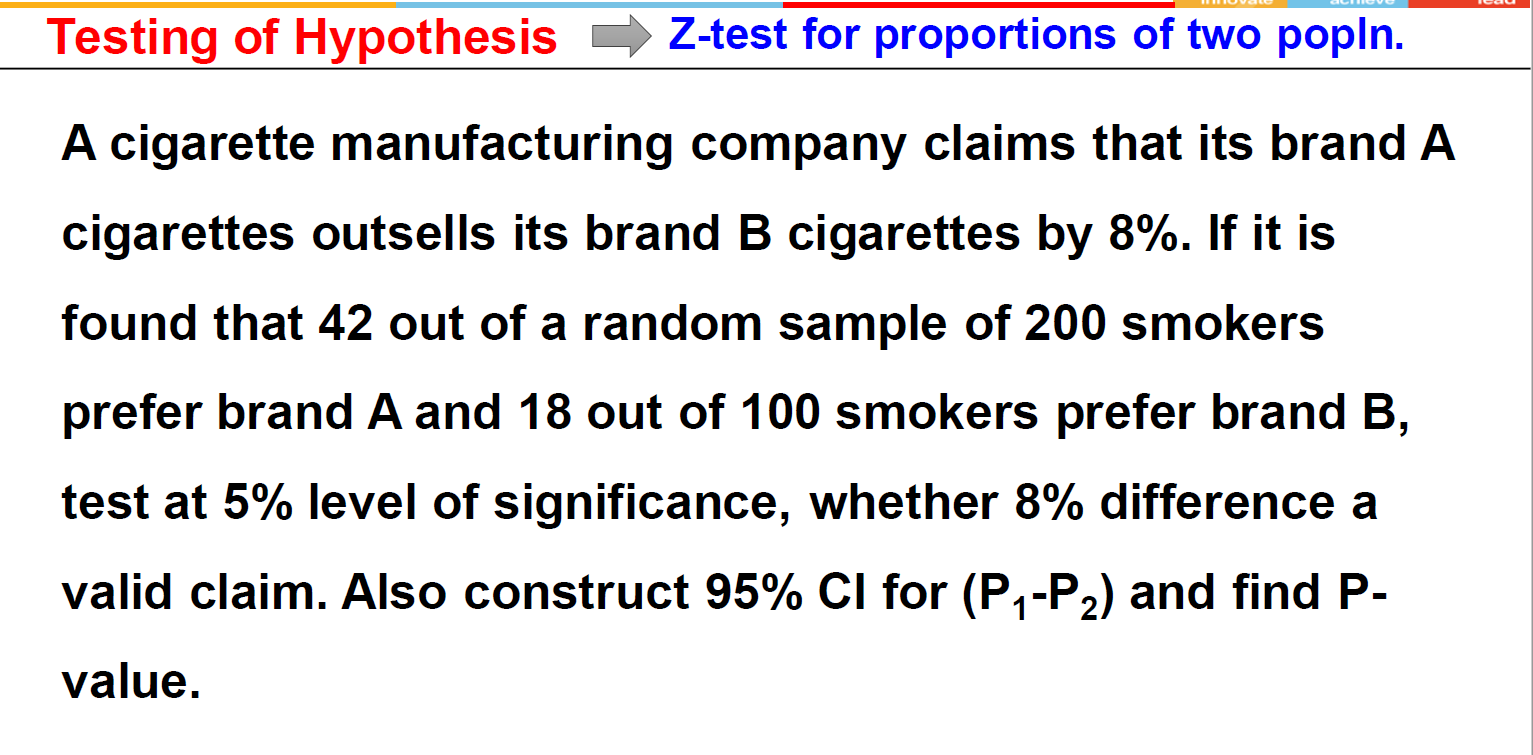 innovate achieve lead
Testing of Hypothesis Z-test for proportions of two popln.
A cigarette manufacturing company claims that its brand A
cigarettes outsells its brand B cigarettes by 8%. If it is
found that 42 out of a random sample of 200 smokers
prefer brand A and 18 out of 100 smokers prefer brand B,
test at 5% level of significance, whether 8% difference a
valid claim. Also construct 95% CI for (P₁-P₂) and find P-
value.